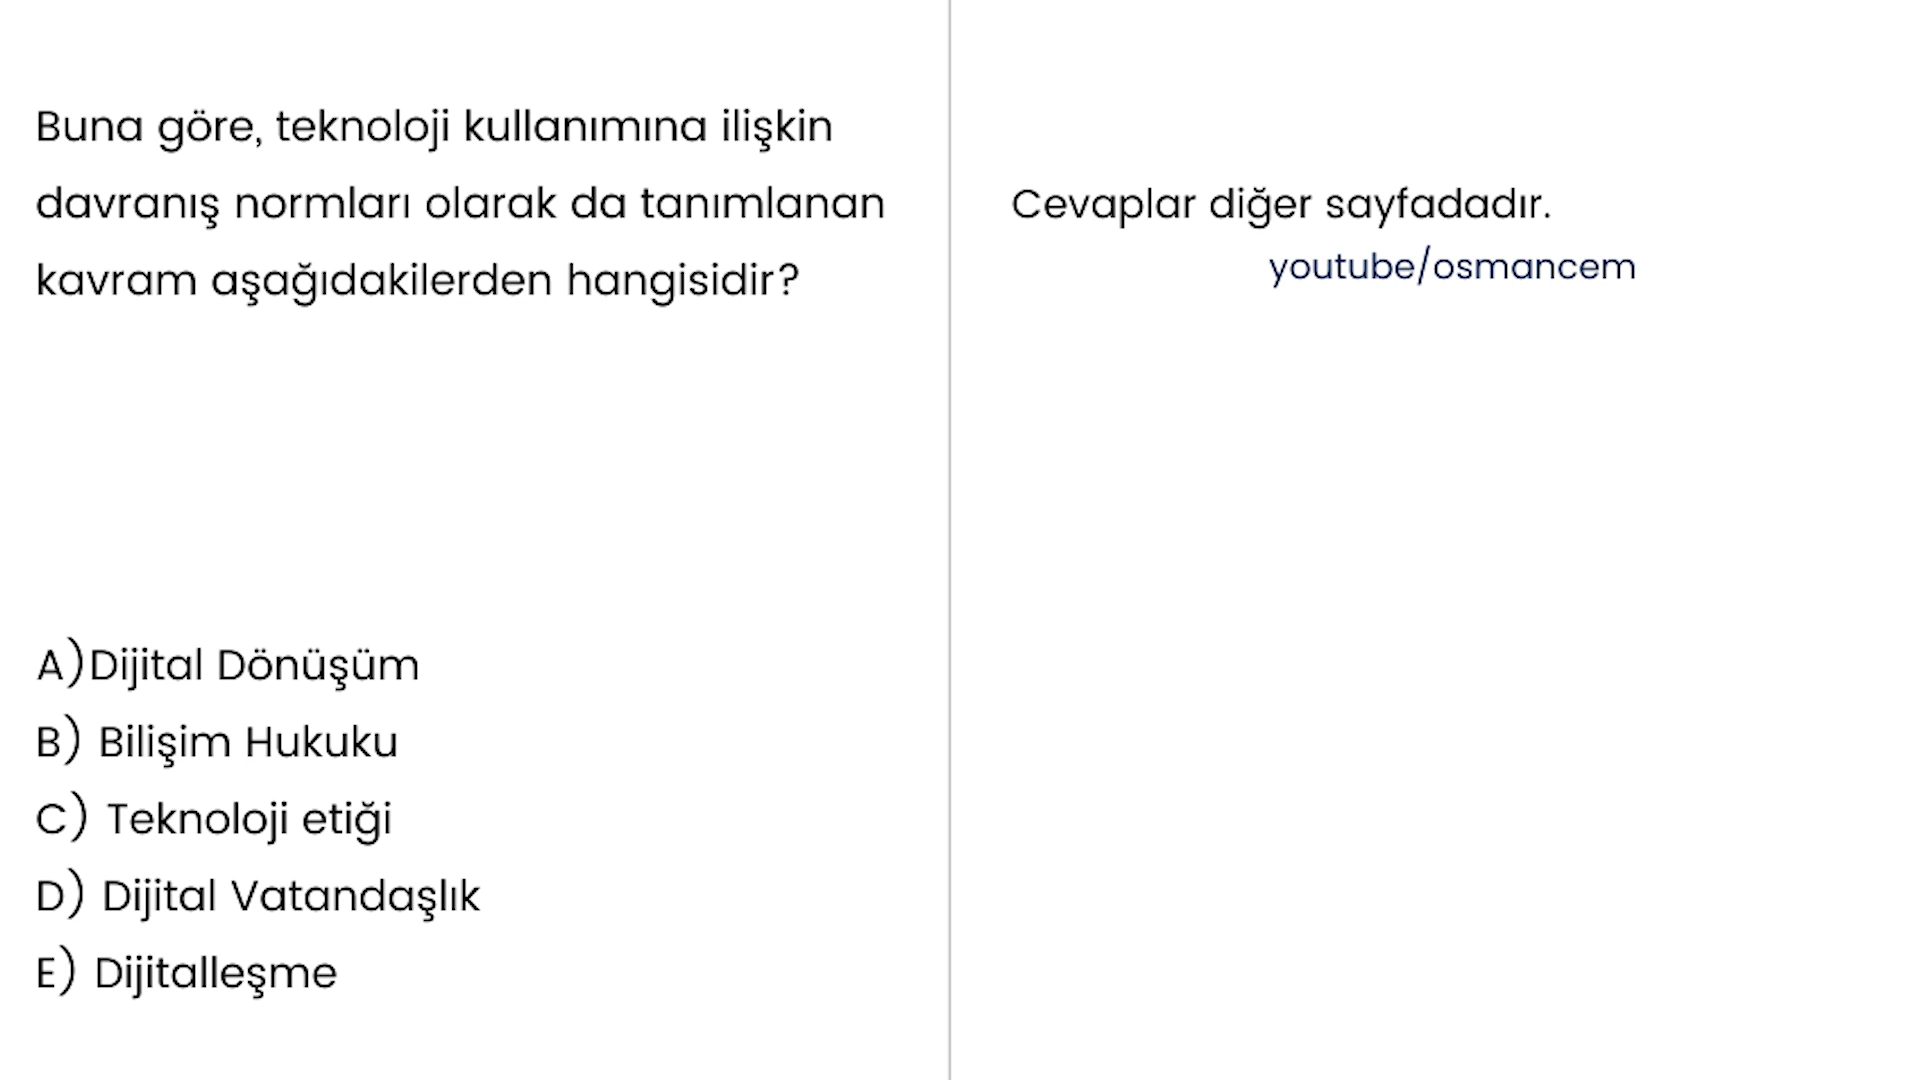 Buna göre, teknoloji kullanımına ilişkin
davranış normları olarak da tanımlanan
kavram aşağıdakilerden hangisidir?
A)Dijital Dönüşüm
B) Bilişim Hukuku
C) Teknoloji etiği
D) Dijital Vatandaşlık
E) Dijitalleşme
Cevaplar diğer sayfadadır.
youtube/osmancem